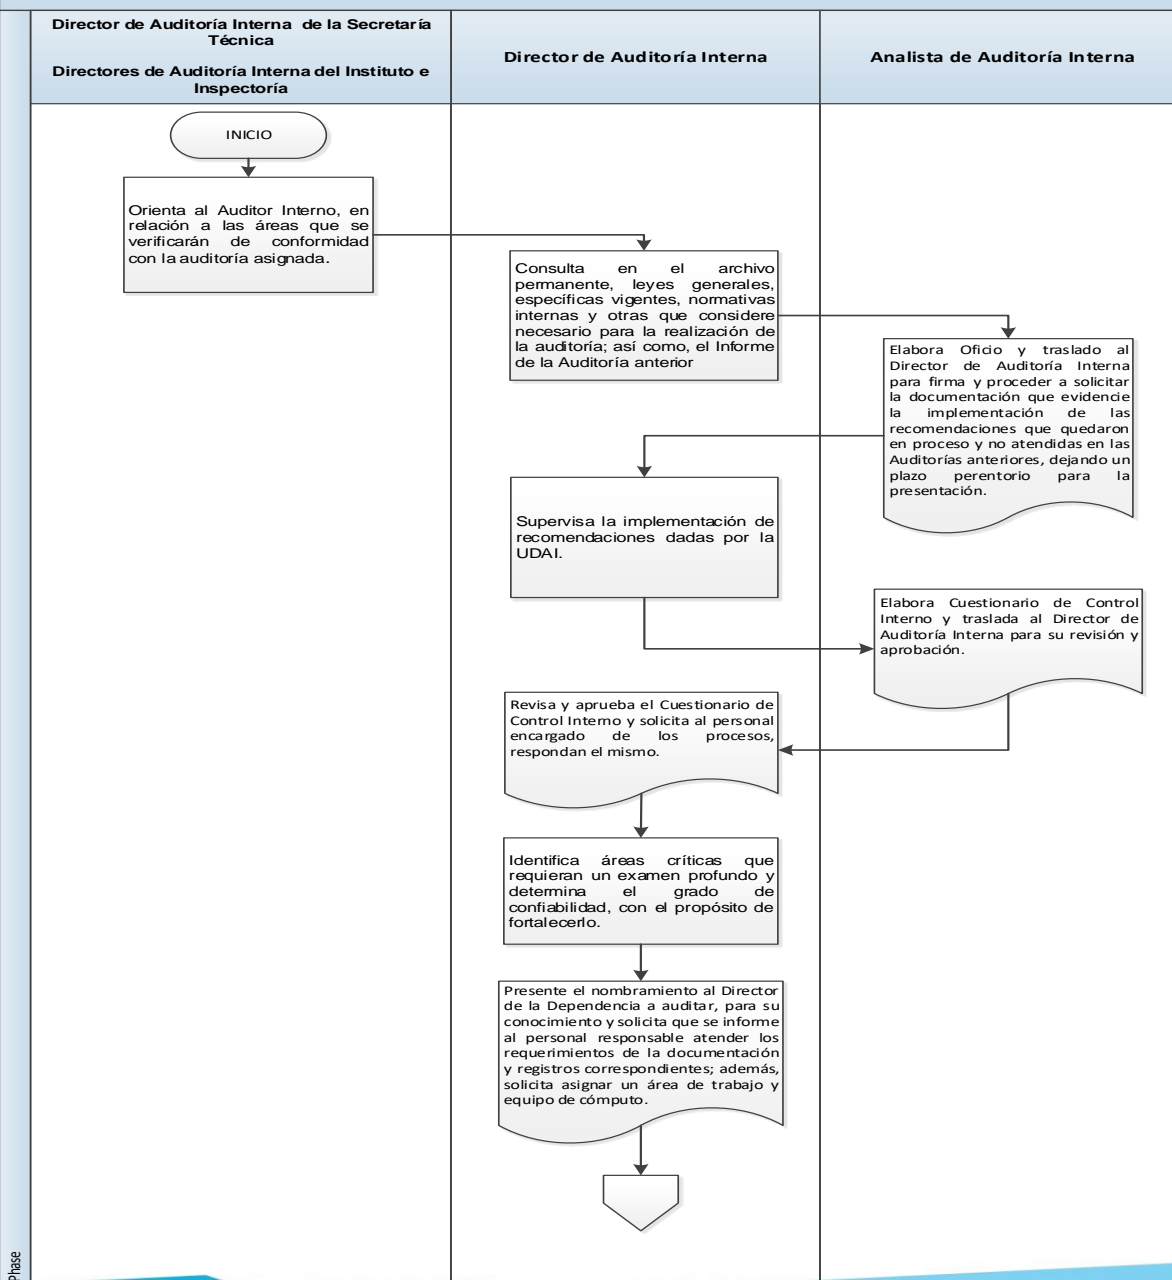 Director de Auditoría Interna de la Secretaría
Técnica
Directores de Auditoría Interna del Instituto e
Inspectoría
Director de Auditoría Interna
Analista de Auditoría Interna
INICIO
Orienta al Auditor Interno, en
relación a las áreas que se
verificarán de conformidad
con la auditoría asignada.
Consulta en el archivo
permanente, leyes generales,
específicas vigentes, normativas
internas y otras que considere
necesario para la realización de
la auditoría; así como, el Informe
de la Auditoría anterior
Elabora Oficio y traslado al
Director de Auditoría Interna
para firma y proceder a solicitar
la documentación que evidencie
la implementación de las
recomendaciones que quedaron
en proceso y no atendidas en las
Auditorías anteriores, dejando un
plazo perentorio para la
presentación.
Supervisa la implementación de
recomendaciones dadas por la
UDAI.
Elabora Cuestionario de Control
Interno y traslada al Director de
Auditoría Interna para su revisión y
aprobación.
Revisa y aprueba el Cuestionario de
Control Interno y solicita al personal
encargado de los procesos,
respondan el mismo.
Identifica áreas críticas que
requieran un examen profundo y
determina el grado de
confiabilidad, con el propósito de
fortalecerlo.
Presente el nombramiento al Director
de la Dependencia a auditar, para su
conocimiento y solicita que se informe
al personal responsable atender los
requerimientos de la documentación
y registros correspondientes; además,
solicita asignar un área de trabajo y
equipo de cómputo.
Phase